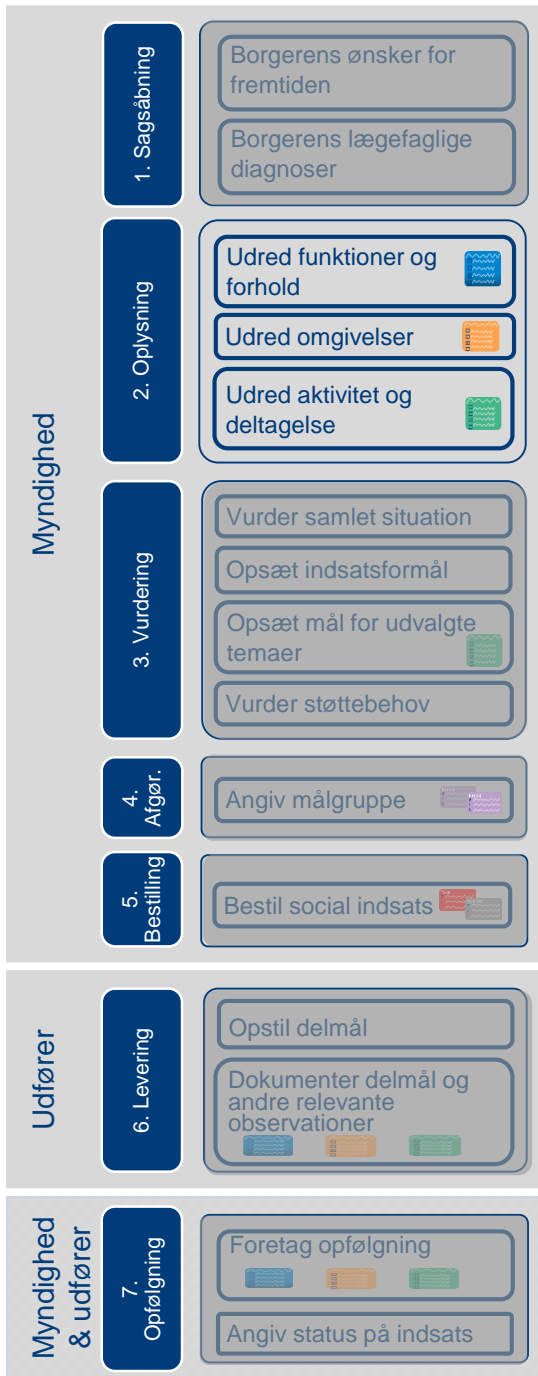 Myndighed
1. Sagsåbning
Borgerens ønsker for
fremtiden
Borgerens lægefaglige
diagnoser
2. Oplysning
Udred funktioner og
forhold
Udred omgivelser
Udred aktivitet og
deltagelse
3. Vurdering
Vurder samlet situation
Opsæt indsatsformål
Opsæt mål for udvalgte
temaer
Vurder støttebehov
4.
Afgør.
Angiv målgruppe
5.
Bestilling
Bestil social indsats
Udfører
6. Levering
Opstil delmål
Dokumenter delmål og
andre relevante
observationer
Myndighed
& udfører
7.
Opfølgning
Foretag opfølgning
Angiv status på indsats